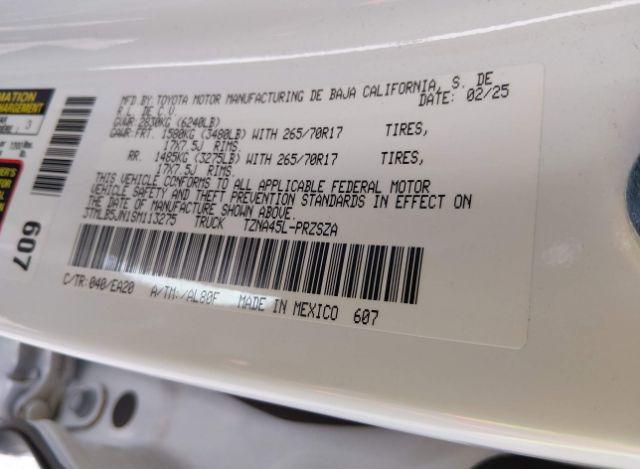 MFD.BY:TOYOTA MOTOR MANUFACTURING DE BAJA CALIFORNIA, S. DE
DATE: 02/25
GVWR:2830KG (6240LB)
GAWR:FRT. 1580KG (3480LB) WITH 265/70R17 TIRES,
17X7.5J RIMS
RR. 1485KG (3275LB) WITH 265/70R17 TIRES,
17X7.5J RIMS.
THIS VEHICLE CONFORMS TO ALL APPLICABLE FEDERAL MOTOR
VEHICLE SAFETY AND THEFT PREVENTION STANDARDS IN EFFECT ON
THE DATE OF MANUFACTURE SHOWN ABOVE.
3TMLB5JN1SM113275 TRUCK TZNA45L-PRZSZA
C/TR:040/EA20 A/TM:/AL80F MADE IN MEXICO 607
607
3